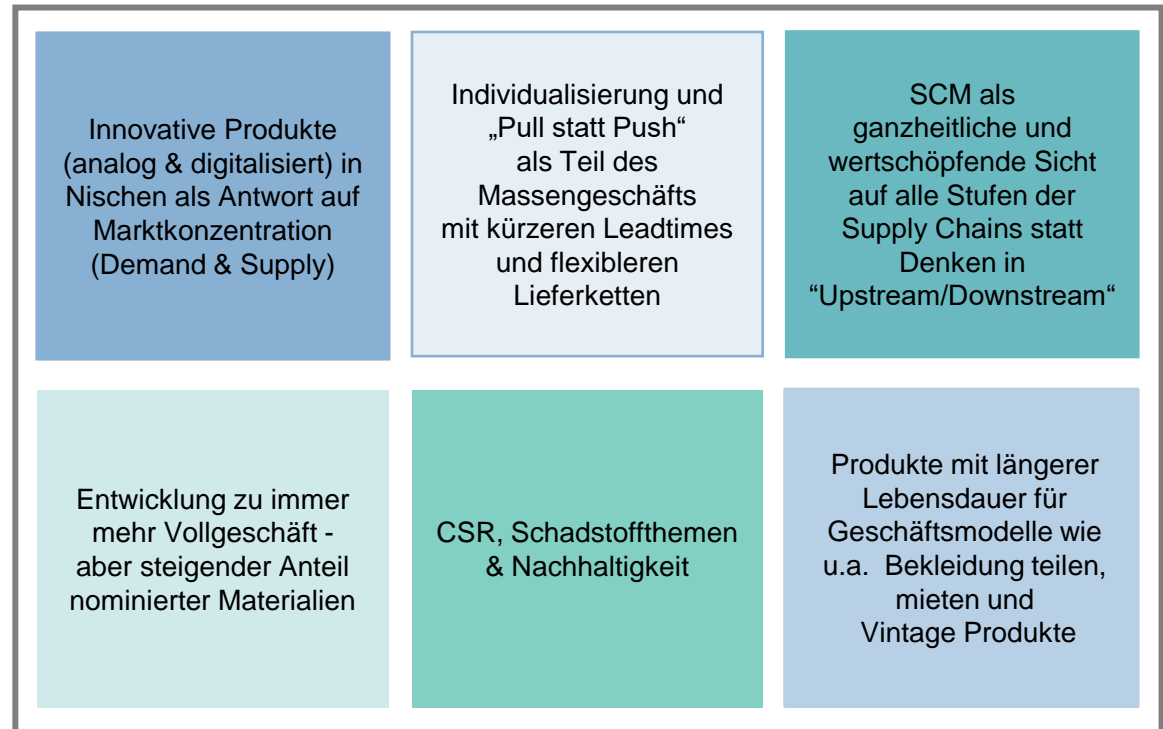 Innovative Produkte
(analog & digitalisiert) in
Nischen als Antwort auf
Marktkonzentration
(Demand & Supply)
Individualisierung und
„Pull statt Push“
als Teil des
Massengeschäfts
mit kürzeren Leadtimes
und flexibleren
Lieferketten
SCM als
ganzheitliche und
wertschöpfende Sicht
auf alle Stufen der
Supply Chains statt
Denken in
“Upstream/Downstream“
Entwicklung zu immer
mehr Vollgeschäft -
aber steigender Anteil
nominierter Materialien
CSR, Schadstoffthemen
& Nachhaltigkeit
Produkte mit längerer
Lebensdauer für
Geschäftsmodelle wie
u.a. Bekleidung teilen,
mieten und
Vintage Produkte